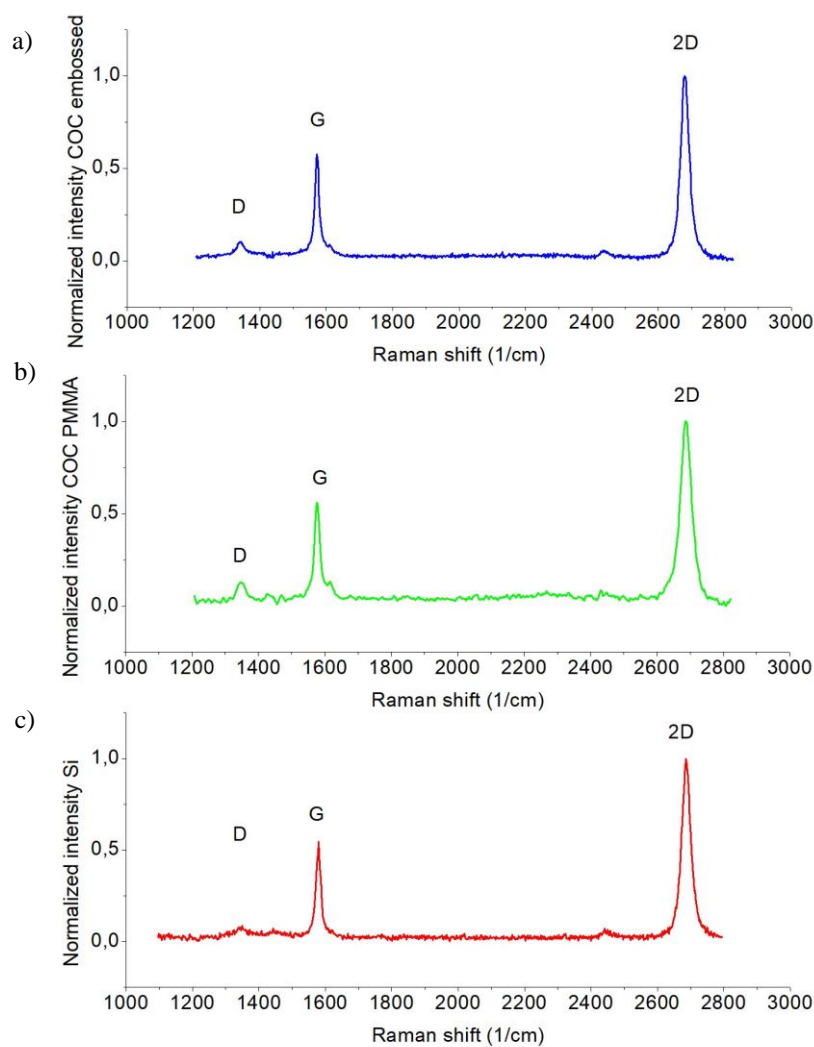 a)
Normalized intensity COC embossed
1,0
0,5
0,0
D
G
2D
1000 1200 1400 1600 1800 2000 2200 2400 2600 2800 3000
Raman shift (1/cm)
b)
Normalized intensity COC PMMA
1,0
0,5
0,0
D
G
2D
1000 1200 1400 1600 1800 2000 2200 2400 2600 2800 3000
Raman shift (1/cm)
c)
Normalized intensity Si
1,0
0,5
0,0
D
G
2D
1000 1200 1400 1600 1800 2000 2200 2400 2600 2800 3000
Raman shift (1/cm)